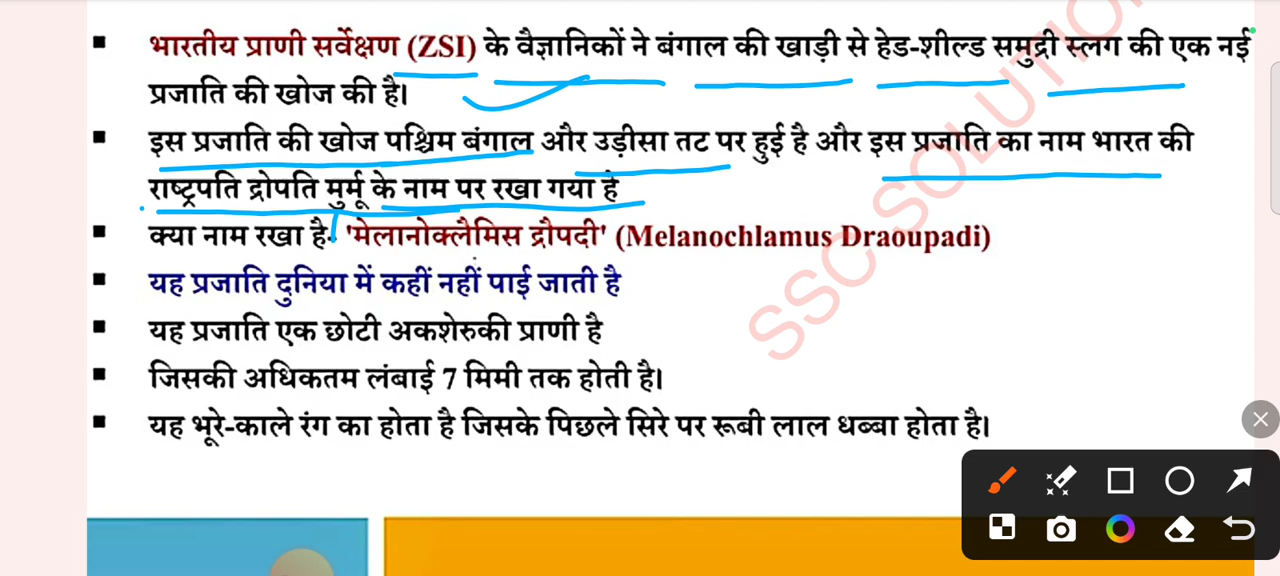 भारतीय प्राणी सर्वेक्षण (ZSI) के वैज्ञानिकों ने बंगाल की खाड़ी से हेड-शील्ड समुद्री स्लग की एक नई
प्रजाति की खोज की है।
इस प्रजाति की खोज पश्चिम बंगाल और उड़ीसा तट पर हुई है और इस प्रजाति का नाम भारत की
राष्ट्रपति द्रोपति मुर्मू के नाम पर रखा गया है
क्या नाम रखा है- 'मेलानोक्लैमिस द्रौपदी' (Melanochlamus Draoupadi)
यह प्रजाति दुनिया में कहीं नहीं पाई जाती है
यह प्रजाति एक छोटी अकशेरुकी प्राणी है
जिसकी अधिकतम लंबाई 7 मिमी तक होती है।
यह भूरे-काले रंग का होता है जिसके पिछले सिरे पर रूबी लाल धब्बा होता है।
SSC SOLUTION